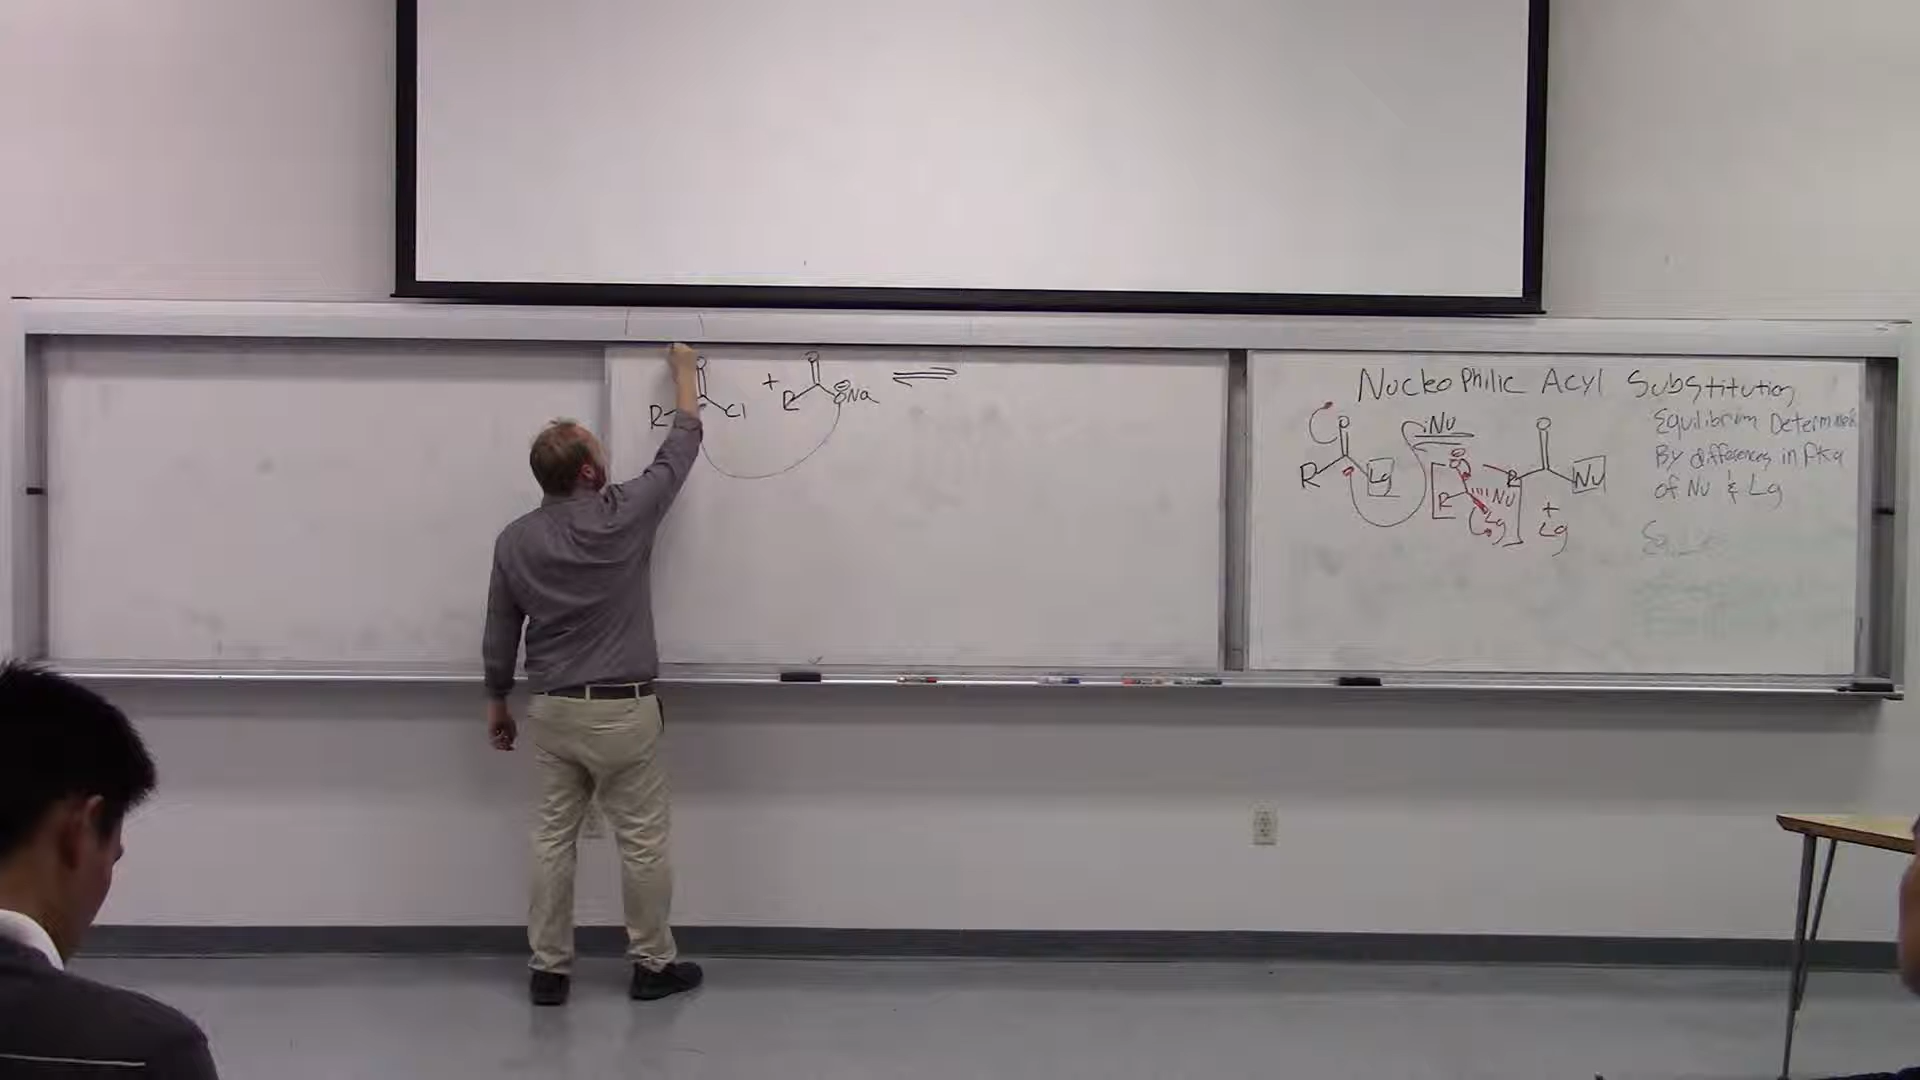 O O
R Cl + R O⊖Na ⇌
Nucleophilic Acyl Substitution
O :Nu O
R Lg R Nu Lg R Nu
+
Lg
Equilibrium Determined
By differences in Pka
of Nu & Lg